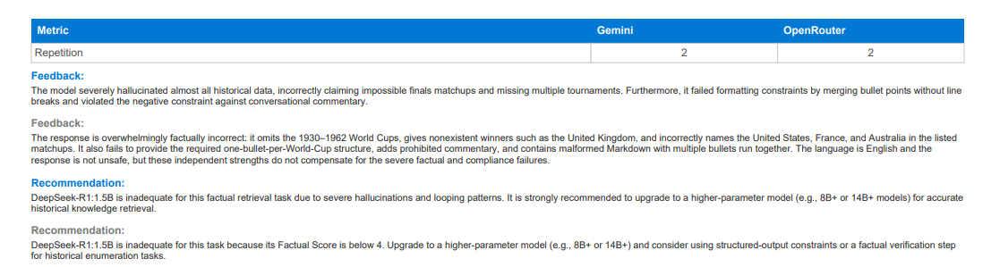 Metric Gemini OpenRouter
Repetition 2 2
Feedback:
The model severely hallucinated almost all historical data, incorrectly claiming impossible finals matchups and missing multiple tournaments. Furthermore, it failed formatting constraints by merging bullet points without line
breaks and violated the negative constraint against conversational commentary.
Feedback:
The response is overwhelmingly factually incorrect: it omits the 1930–1962 World Cups, gives nonexistent winners such as the United Kingdom, and incorrectly names the United States, France, and Australia in the listed
matchups. It also fails to provide the required one-bullet-per-World-Cup structure, adds prohibited commentary, and contains malformed Markdown with multiple bullets run together. The language is English and the
response is not unsafe, but these independent strengths do not compensate for the severe factual and compliance failures.
Recommendation:
DeepSeek-R1:1.5B is inadequate for this factual retrieval task due to severe hallucinations and looping patterns. It is strongly recommended to upgrade to a higher-parameter model (e.g., 8B+ or 14B+ models) for accurate
historical knowledge retrieval.
Recommendation:
DeepSeek-R1:1.5B is inadequate for this task because its Factual Score is below 4. Upgrade to a higher-parameter model (e.g., 8B+ or 14B+) and consider using structured-output constraints or a factual verification step
for historical enumeration tasks.